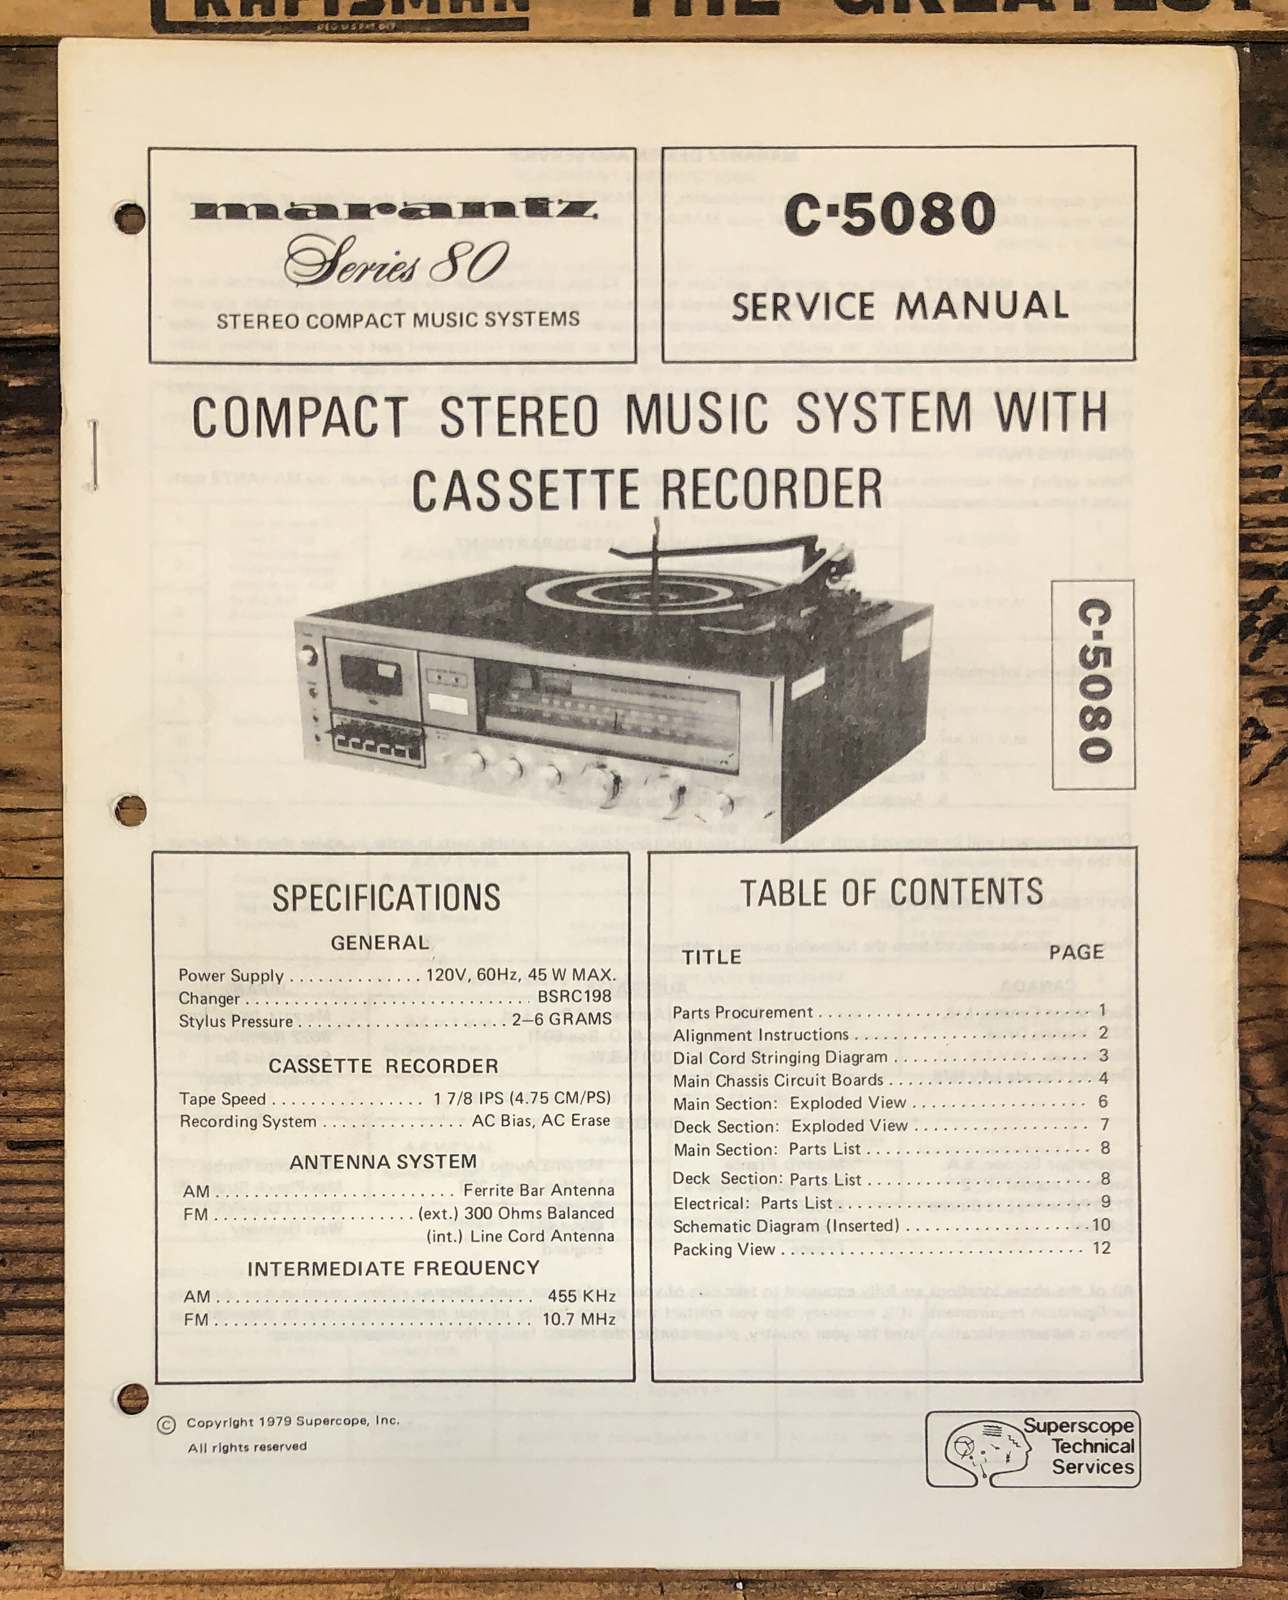 THE GREATEST
marantz
Series 80
STEREO COMPACT MUSIC SYSTEMS
C-5080
SERVICE MANUAL
COMPACT STEREO MUSIC SYSTEM WITH
CASSETTE RECORDER
C-5080
SPECIFICATIONS
GENERAL
Power Supply . . . . . . . . . . . . . 120V, 60Hz, 45 W MAX.
Changer . . . . . . . . . . . . . . . . . . . . . . . . . . . . BSRC198
Stylus Pressure . . . . . . . . . . . . . . . . . . . . . 2–6 GRAMS
CASSETTE RECORDER
Tape Speed . . . . . . . . . . . . . . . 1 7/8 IPS (4.75 CM/PS)
Recording System . . . . . . . . . . . . . . AC Bias, AC Erase
ANTENNA SYSTEM
AM . . . . . . . . . . . . . . . . . . . . . . . Ferrite Bar Antenna
FM . . . . . . . . . . . . . . . . . . . (ext.) 300 Ohms Balanced
(int.) Line Cord Antenna
INTERMEDIATE FREQUENCY
AM . . . . . . . . . . . . . . . . . . . . . . . . . . . . . . . 455 KHz
FM . . . . . . . . . . . . . . . . . . . . . . . . . . . . . . . 10.7 MHz
TABLE OF CONTENTS
TITLE PAGE
Parts Procurement . . . . . . . . . . . . . . . . . . . . . . . . . . 1
Alignment Instructions . . . . . . . . . . . . . . . . . . . . . . . 2
Dial Cord Stringing Diagram . . . . . . . . . . . . . . . . . . . 3
Main Chassis Circuit Boards . . . . . . . . . . . . . . . . . . . 4
Main Section: Exploded View . . . . . . . . . . . . . . . . . 6
Deck Section: Exploded View . . . . . . . . . . . . . . . . . 7
Main Section: Parts List . . . . . . . . . . . . . . . . . . . . . 8
Deck Section: Parts List . . . . . . . . . . . . . . . . . . . . . 8
Electrical: Parts List . . . . . . . . . . . . . . . . . . . . . . . . 9
Schematic Diagram (Inserted) . . . . . . . . . . . . . . . . . 10
Packing View . . . . . . . . . . . . . . . . . . . . . . . . . . . . 12
© Copyright 1979 Supercope, Inc.
All rights reserved
Superscope
Technical
Services